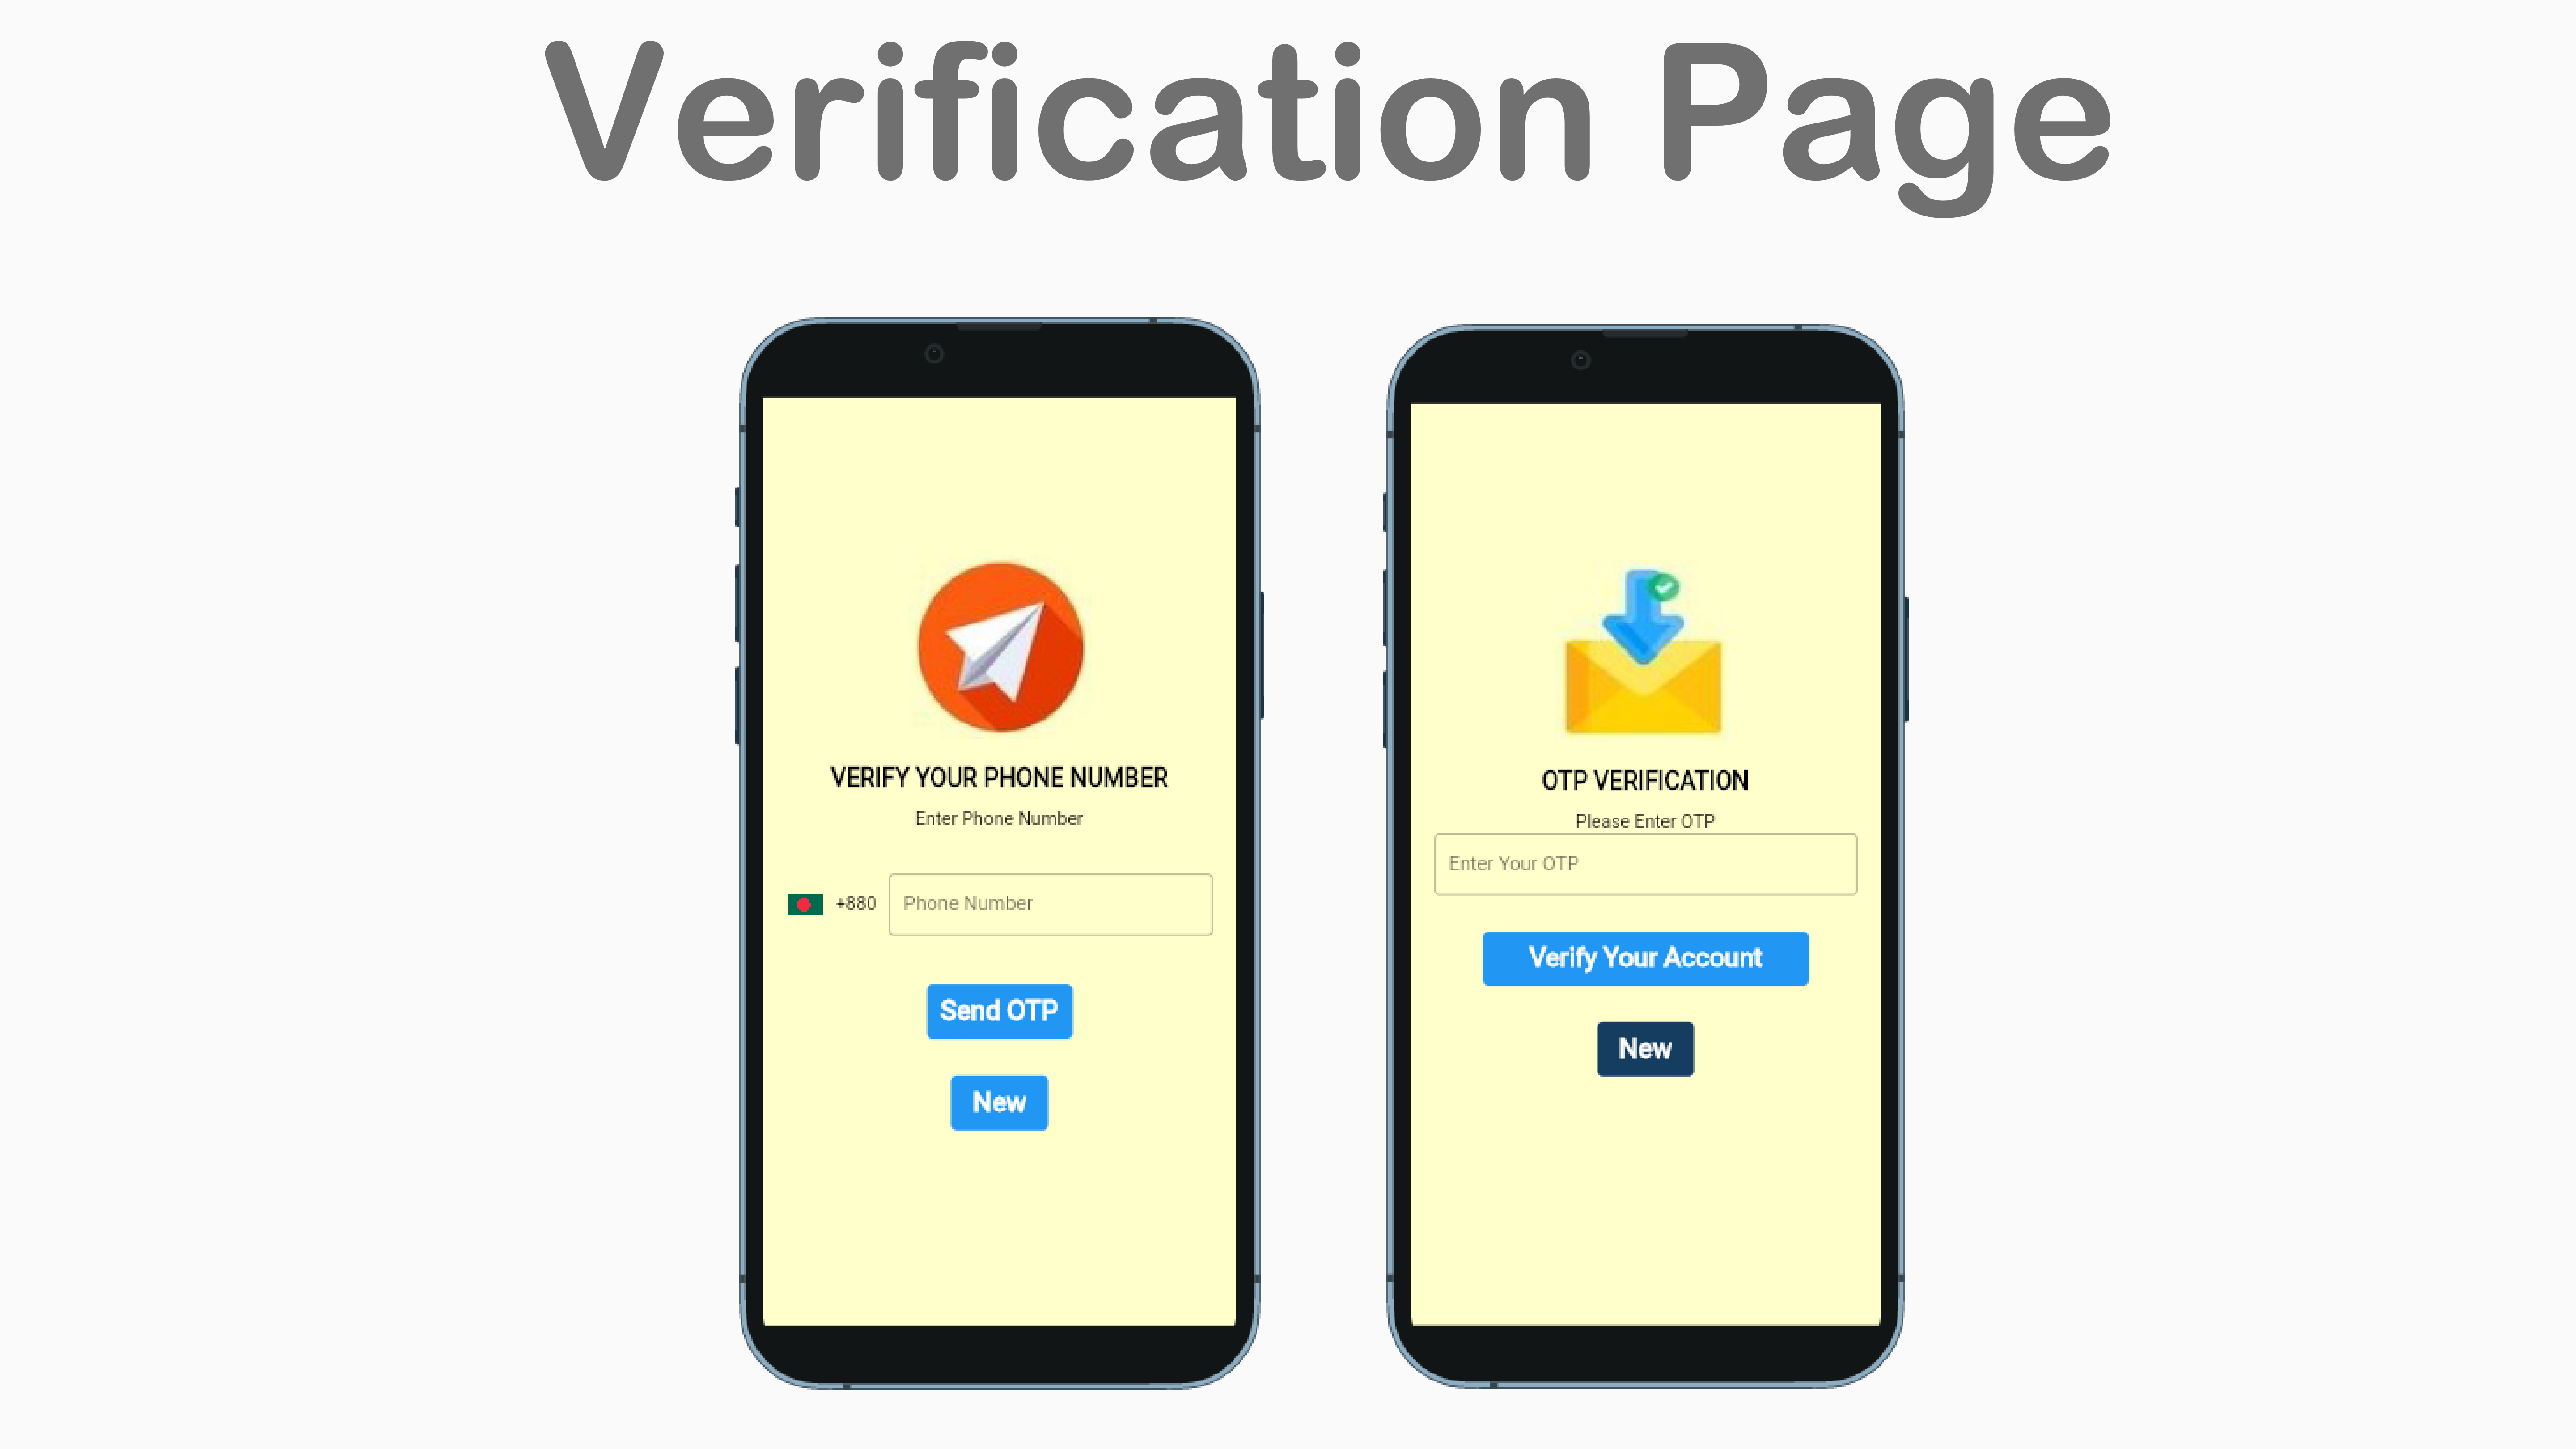 Verification Page
VERIFY YOUR PHONE NUMBER
Enter Phone Number
+880 Phone Number
Send OTP
New
OTP VERIFICATION
Please Enter OTP
Enter Your OTP
Verify Your Account
New